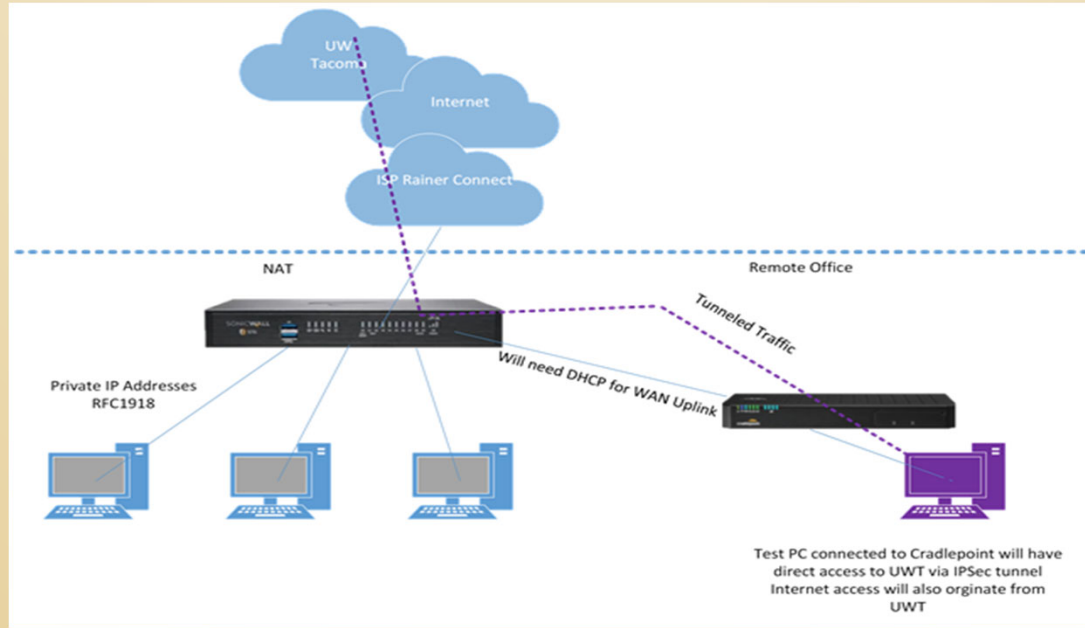 UW
Tacoma
Internet
ISP Rainer Connect
NAT
Remote Office
SONICWALL
Tunneled Traffic
Will need DHCP for WAN Uplink
Private IP Addresses
RFC1918
Test PC connected to Cradlepoint will have
direct access to UWT via IPSec tunnel
Internet access will also orginate from
UWT